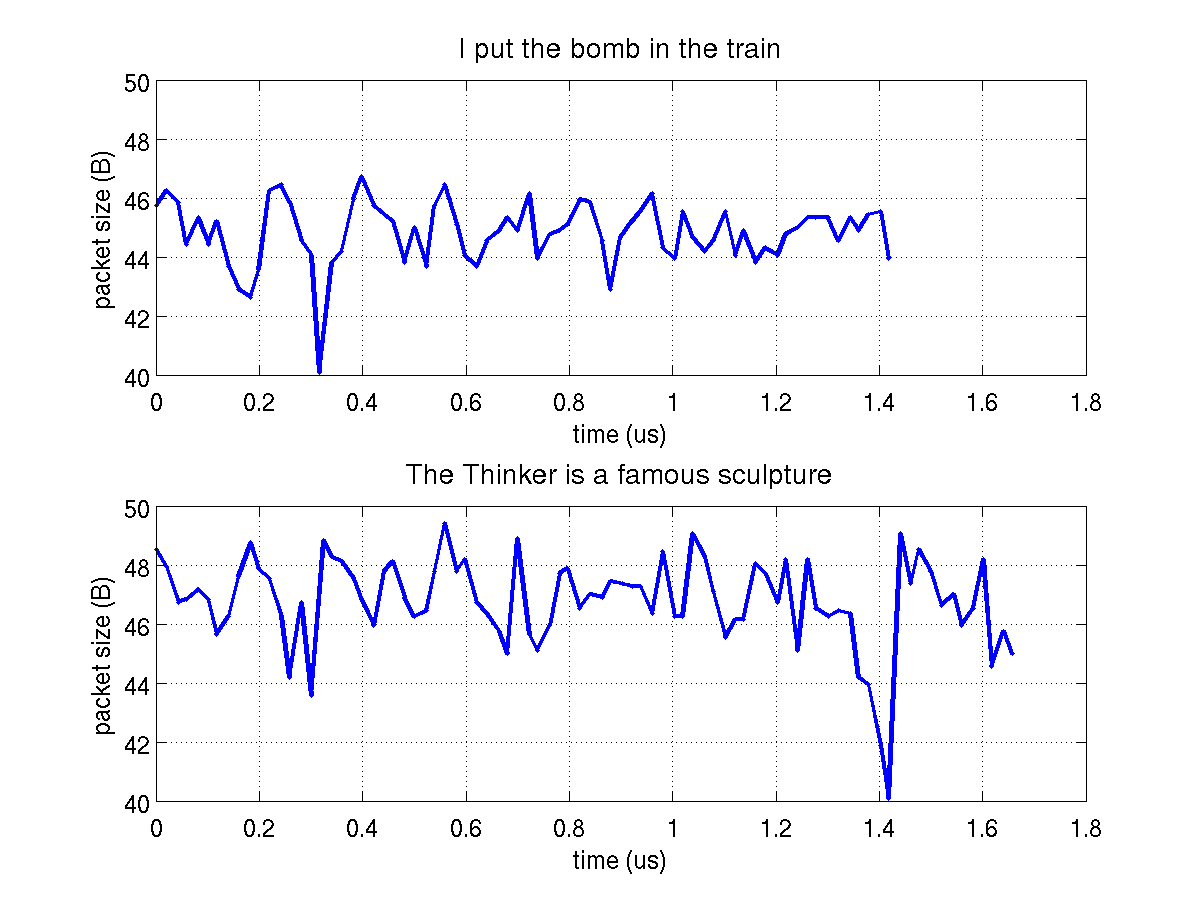 I put the bomb in the train
50
48
46
44
42
40
packet size (B)
0 0.2 0.4 0.6 0.8 1 1.2 1.4 1.6 1.8
time (us)
The Thinker is a famous sculpture
50
48
46
44
42
40
packet size (B)
0 0.2 0.4 0.6 0.8 1 1.2 1.4 1.6 1.8
time (us)